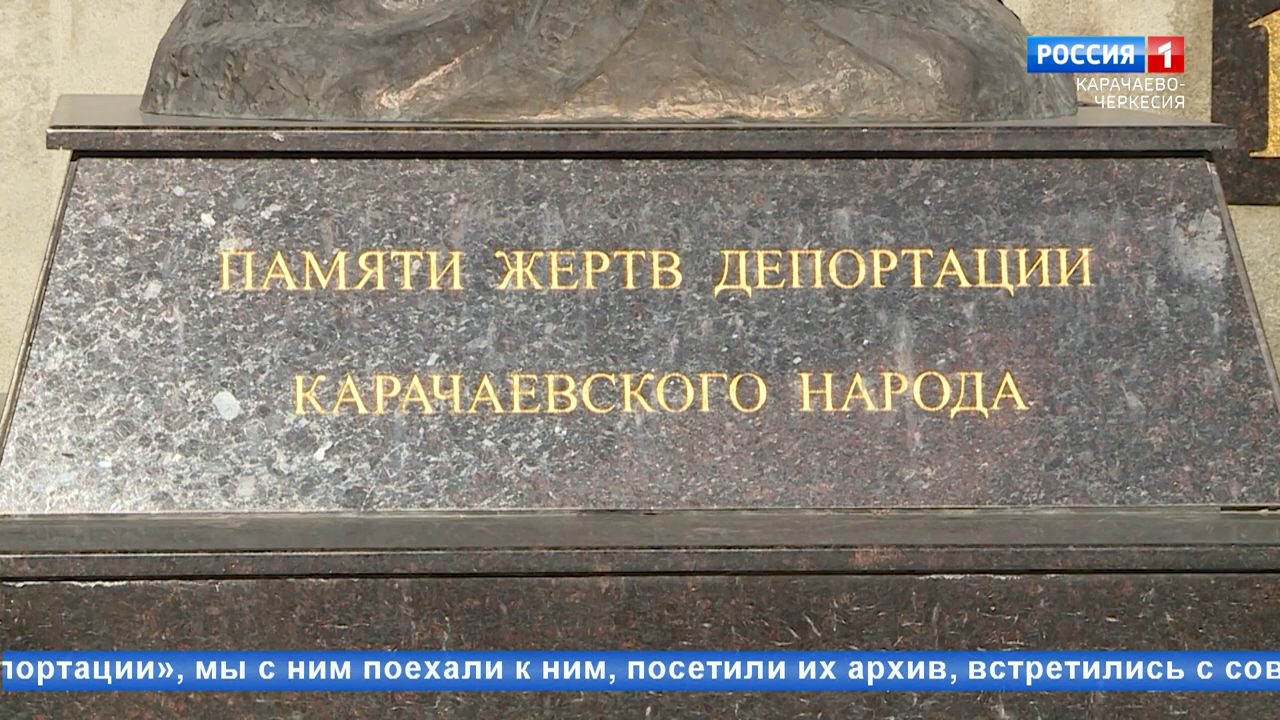 РОССИЯ 1
КАРАЧАЕВО-
ЧЕРКЕСИЯ
ПАМЯТИ ЖЕРТВ ДЕПОРТАЦИИ
КАРАЧАЕВСКОГО НАРОДА
портации», мы с ним поехали к ним, посетили их архив, встретились с сов